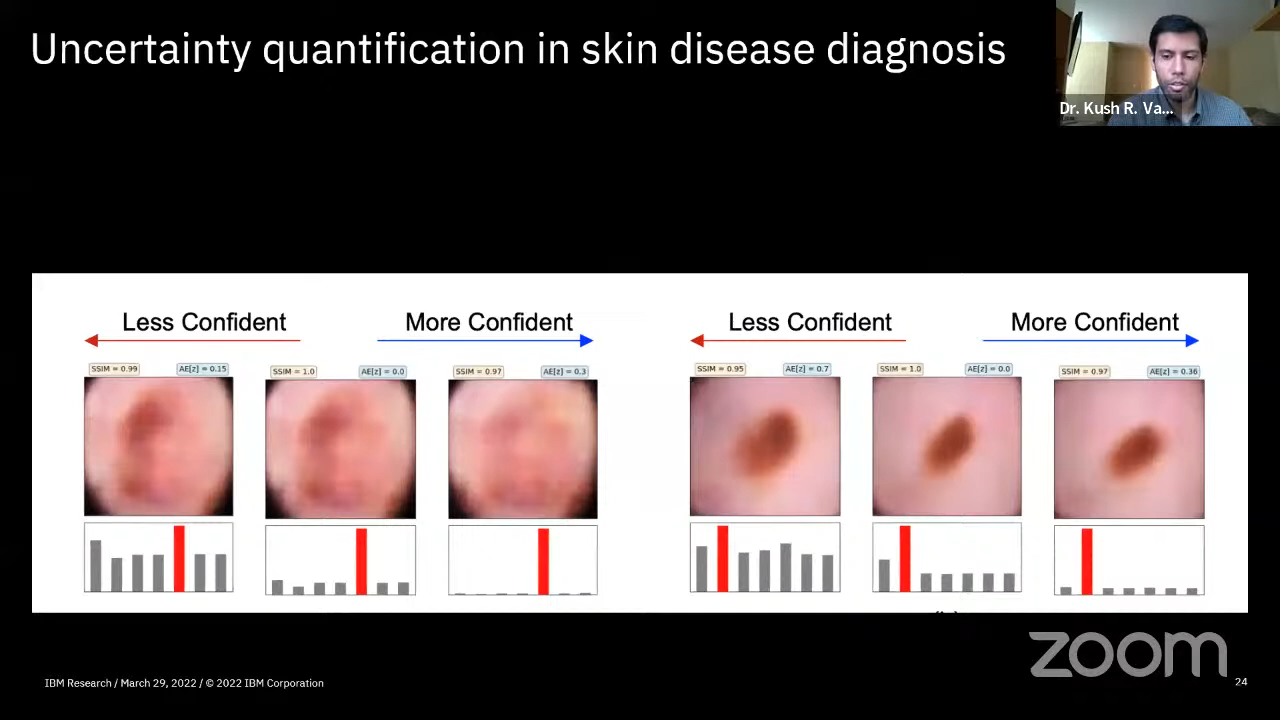 Uncertainty quantification in skin disease diagnosis
Dr. Kush R. Va...
Less Confident
More Confident
Less Confident
More Confident
SSIM = 0.99
AE[z] = 0.15
SSIM = 1.0
AE[z] = 0.0
SSIM = 0.97
AE[z] = 0.3
SSIM = 0.95
AE[z] = 0.7
SSIM = 1.0
AE[z] = 0.0
SSIM = 0.97
AE[z] = 0.36
zoom
IBM Research / March 29, 2022 / © 2022 IBM Corporation
24